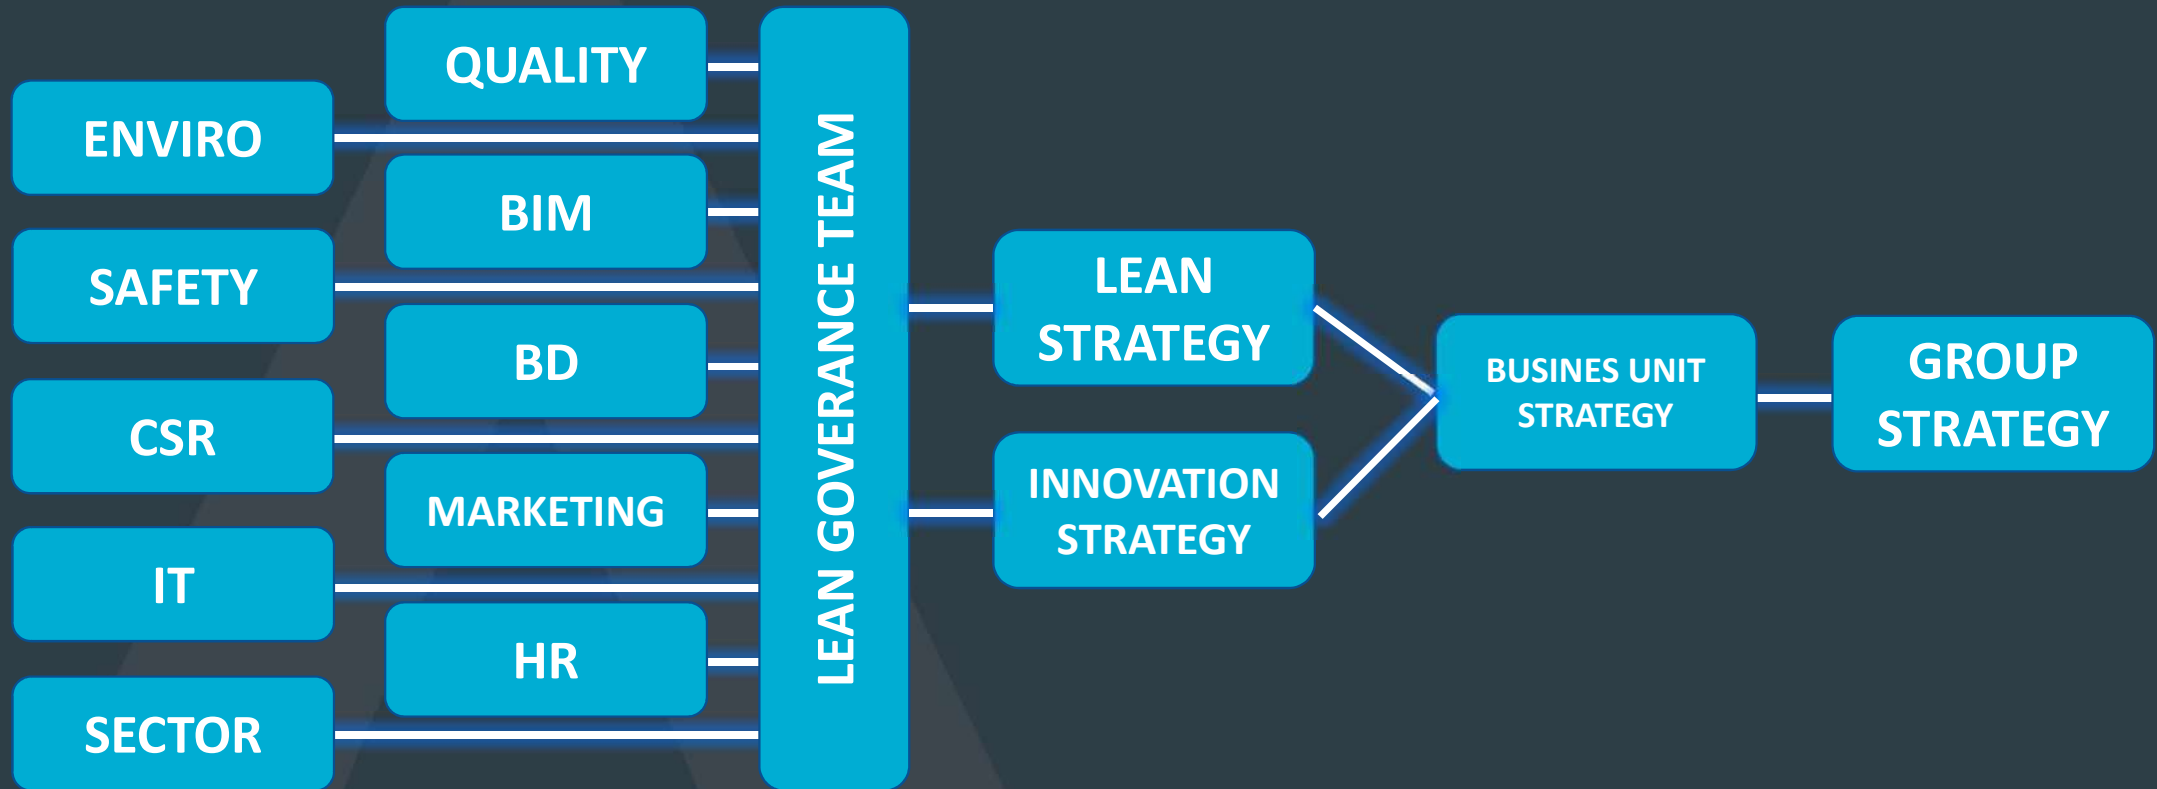 QUALITY
ENVIRO
BIM
SAFETY
BD
CSR
MARKETING
IT
HR
SECTOR
LEAN GOVERANCE TEAM
LEAN
STRATEGY
INNOVATION
STRATEGY
BUSINES UNIT
STRATEGY
GROUP
STRATEGY